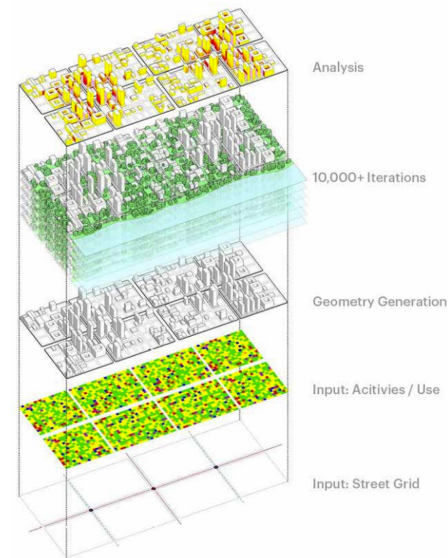 Analysis
10,000+ Iterations
Geometry Generation
Input: Acitivies / Use
Input: Street Grid